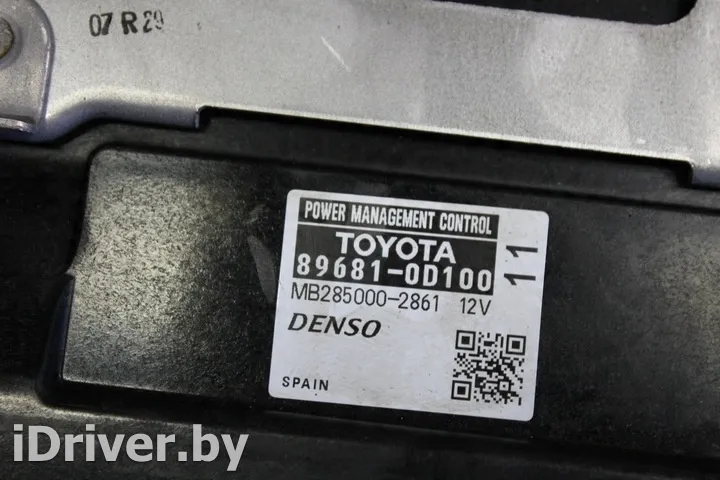 07 R 29
POWER MANAGEMENT CONTROL
TOYOTA
89681-0D100
11
MB285000-2861 12V
DENSO
SPAIN
iDriver.by